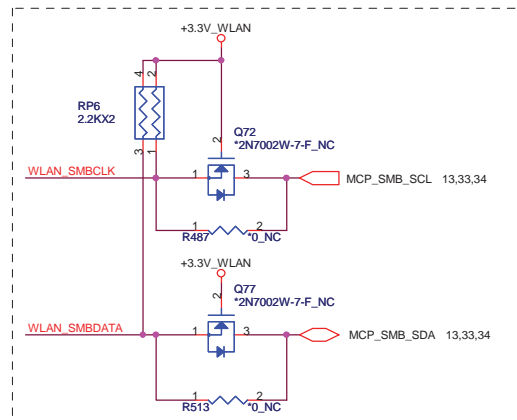 +3.3V_WLAN
4 2
RP6
2.2KX2
3 1
2
Q72
*2N7002W-7-F_NC
WLAN_SMBCLK 1 3 MCP_SMB_SCL 13,33,34
1 2
R487 *0_NC
+3.3V_WLAN
2
Q77
*2N7002W-7-F_NC
WLAN_SMBDATA 1 3 MCP_SMB_SDA 13,33,34
1 2
R513 *0_NC